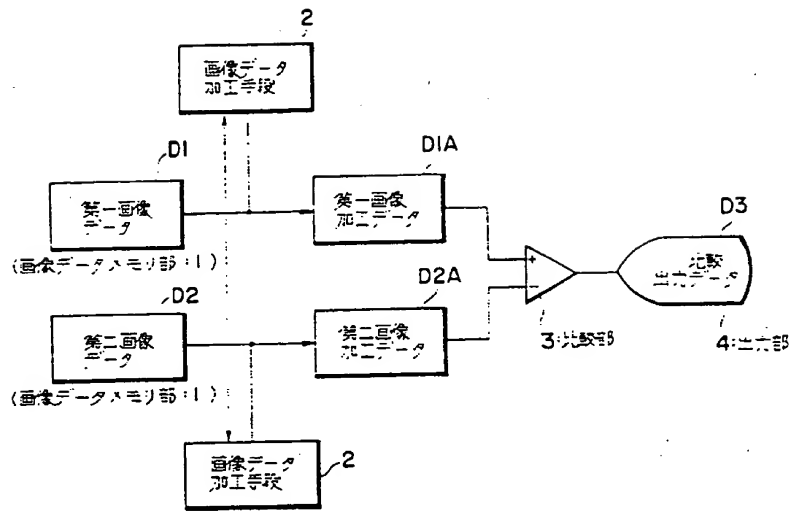 2
画像データ
加工手段
D1
第一画像
データ
(画像データメモリ部:1)
D1A
第一画像
加工データ
D2
第二画像
データ
(画像データメモリ部:1)
D2A
第二画像
加工データ
3:比較部
D3
比較
出力データ
4:出力部
画像データ
加工手段
2